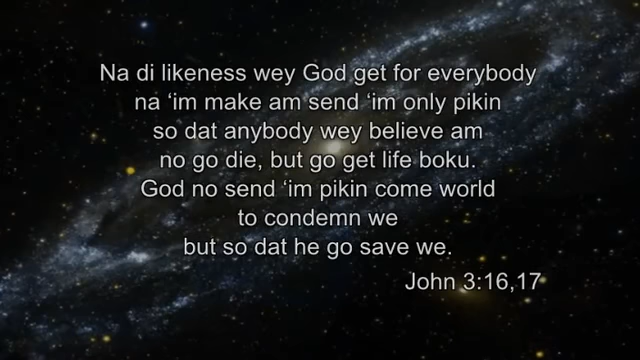 Na di likeness wey God get for everybody
na ‘im make am send ‘im only pikin
so dat anybody wey believe am
no go die, but go get life boku.
God no send ‘im pikin come world
to condemn we
but so dat he go save we.
John 3:16,17